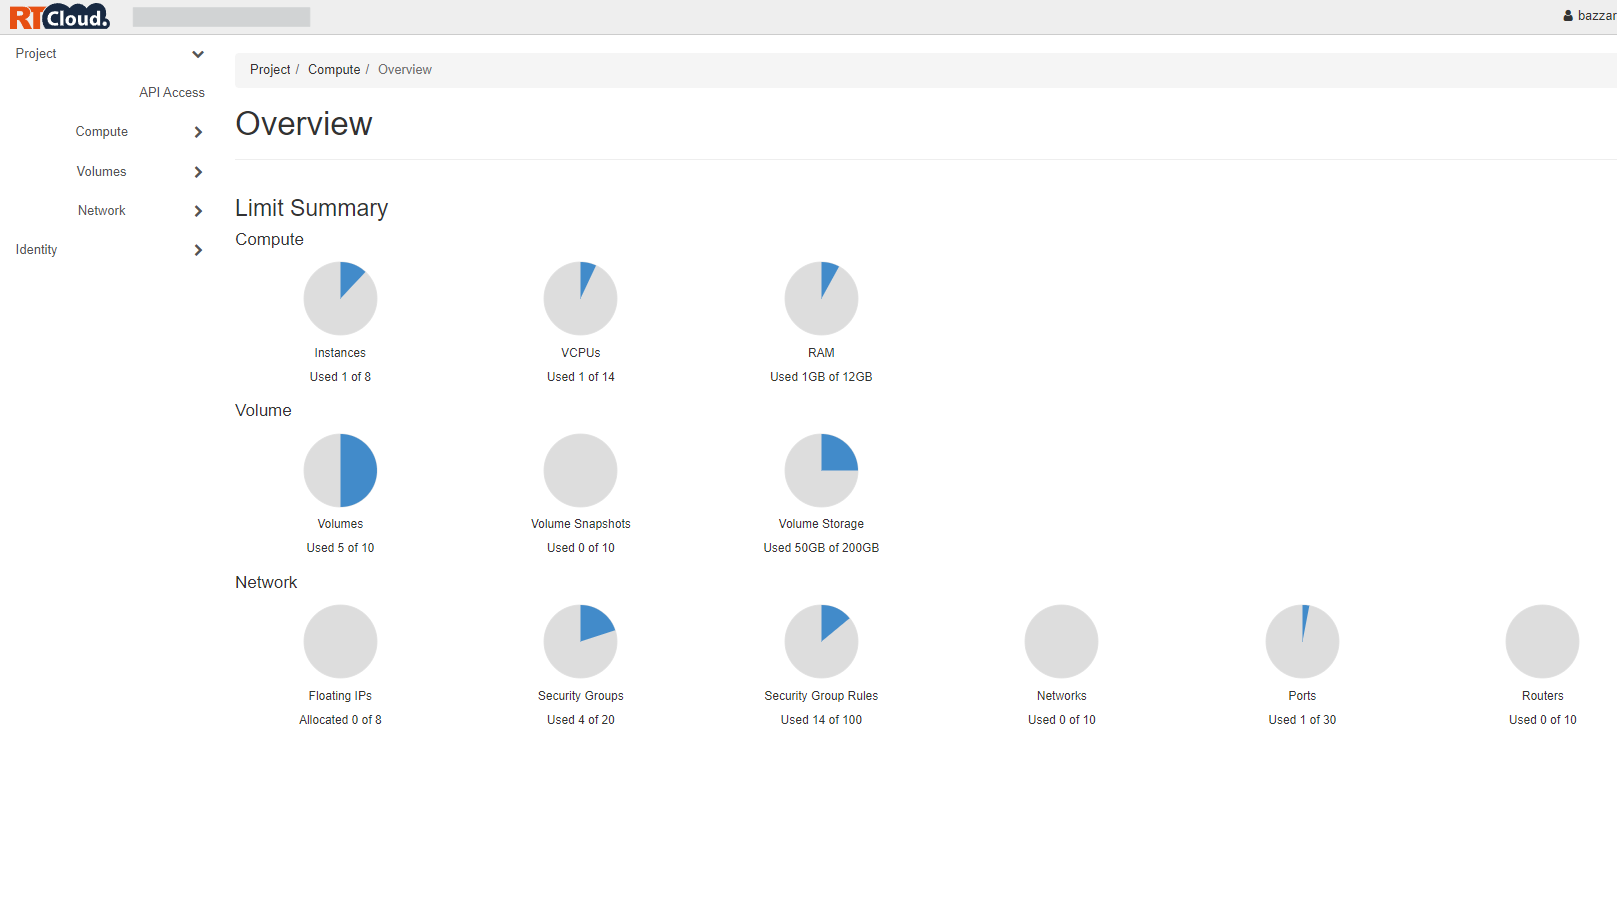 RTCloud.
bazzar
Project
API Access
Compute
Volumes
Network
Identity
Project / Compute / Overview
Overview
Limit Summary
Compute
Instances
Used 1 of 8
VCPUs
Used 1 of 14
RAM
Used 1GB of 12GB
Volume
Volumes
Used 5 of 10
Volume Snapshots
Used 0 of 10
Volume Storage
Used 50GB of 200GB
Network
Floating IPs
Allocated 0 of 8
Security Groups
Used 4 of 20
Security Group Rules
Used 14 of 100
Networks
Used 0 of 10
Ports
Used 1 of 30
Routers
Used 0 of 10